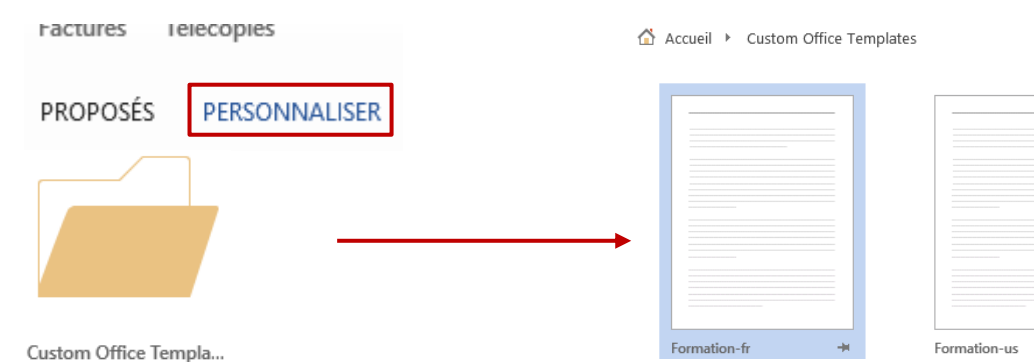 Factures Télécopies
PROPOSÉS PERSONNALISER
Custom Office Templa...
Accueil Custom Office Templates
Formation-fr
Formation-us